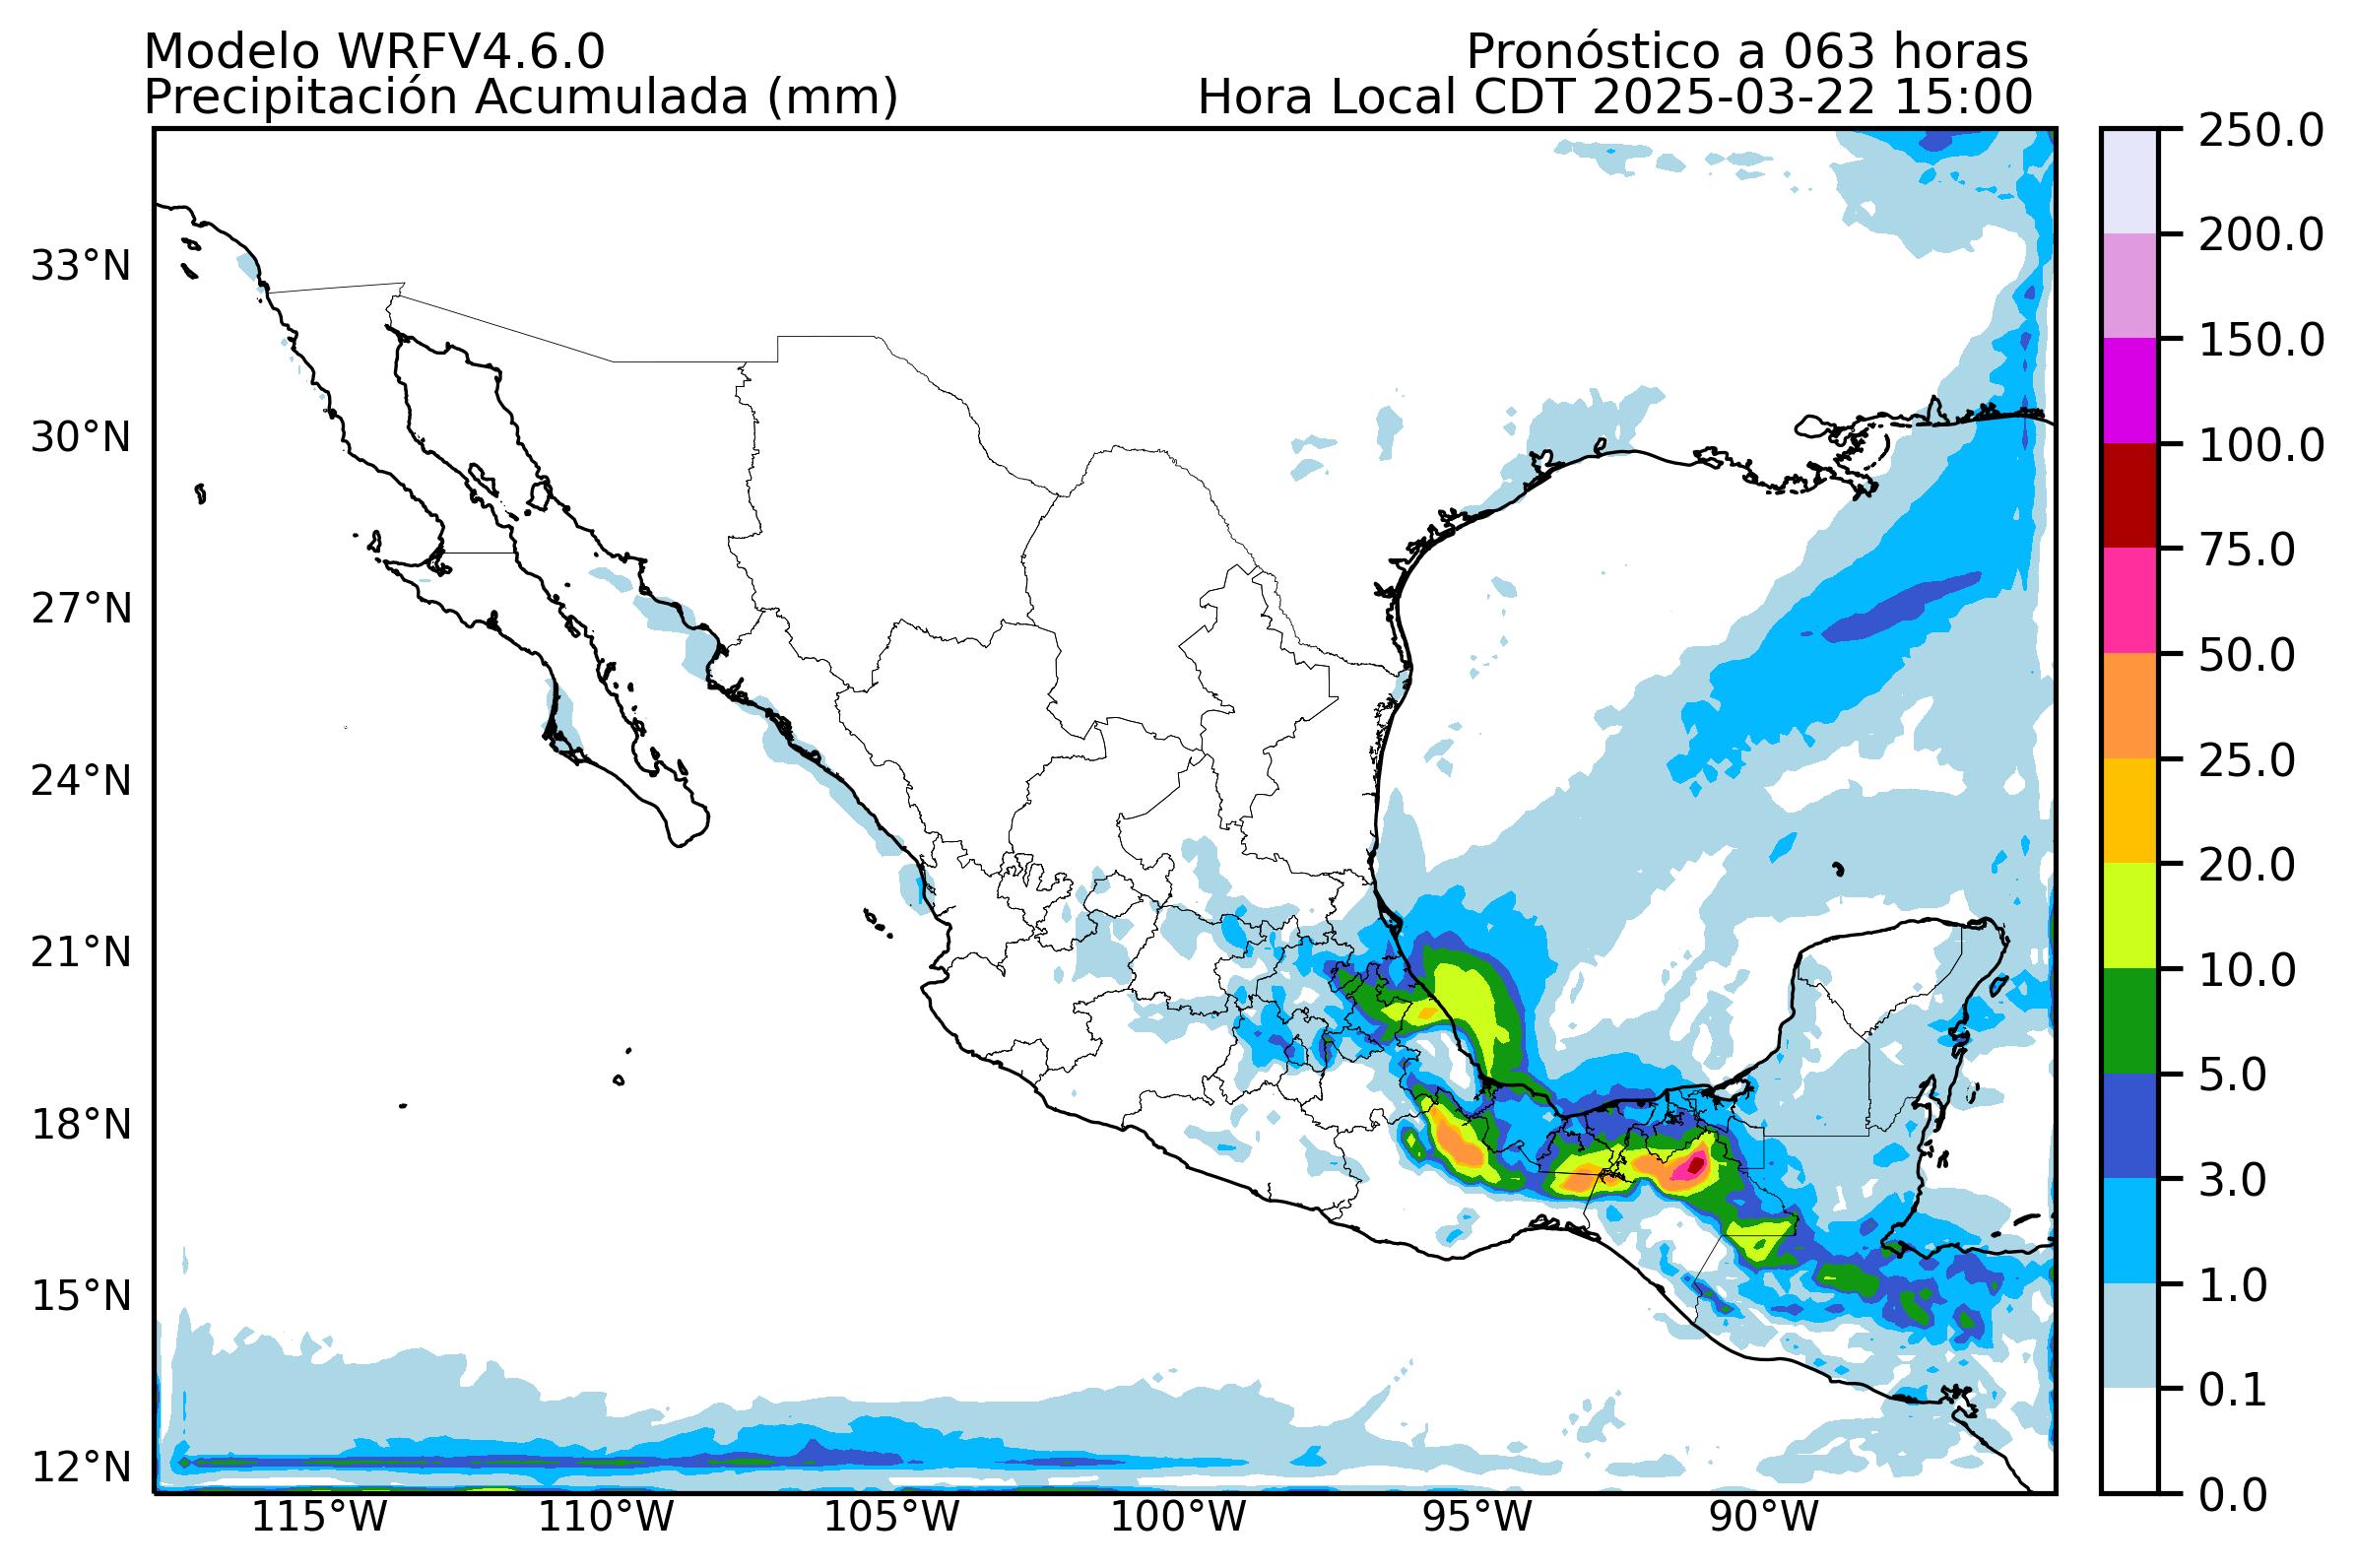 Modelo WRFV4.6.0
Pronóstico a 063 horas
Precipitación Acumulada (mm)
Hora Local CDT 2025-03-22 15:00
33°N
30°N
27°N
24°N
21°N
18°N
15°N
12°N
115°W
110°W
105°W
100°W
95°W
90°W
250.0
200.0
150.0
100.0
75.0
50.0
25.0
20.0
10.0
5.0
3.0
1.0
0.1
0.0